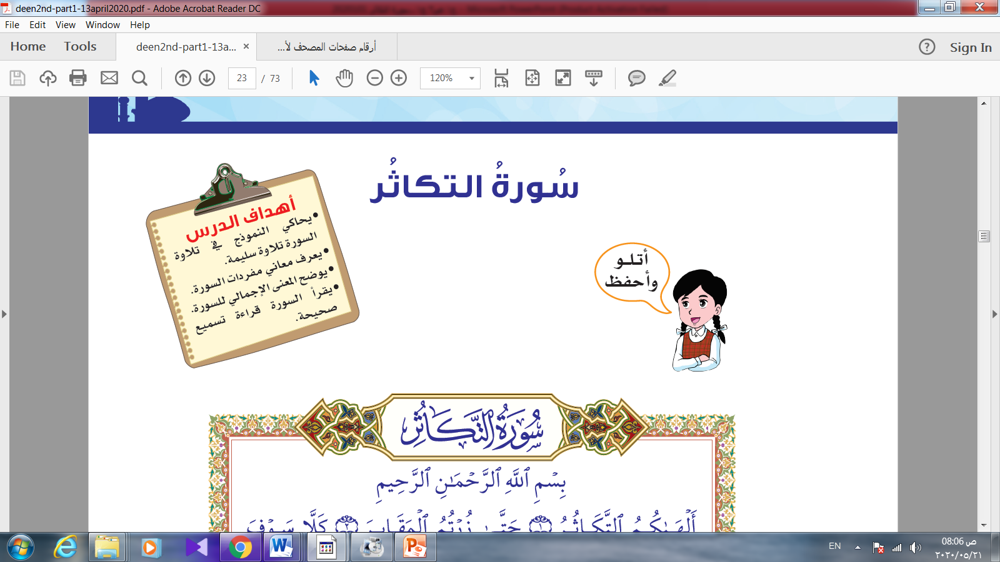 deen2nd-part1-13april2020.pdf - Adobe Acrobat Reader DC
File Edit View Window Help
Home Tools deen2nd-part1-13a... × أرقام صفحات المصحف لأ... ? Sign In
23 / 73 120%
سُورةُ التكاثُر
أهداف الدرس
•يحاكي النموذج في تلاوة
السورة تلاوة سليمة.
•يعرف معاني مفردات السورة.
•يوضح المعنى الإجمالي للسورة.
•يقرأ السورة قراءة تسميع
صحيحة.
أتلو
وأحفظ
سُورَةُ التَّكَاثُرِ
بِسْمِ ٱللَّهِ ٱلرَّحْمَٰنِ ٱلرَّحِيمِ
أَلْهَىٰكُمُ ٱلتَّكَاثُرُ ۝١ حَتَّىٰ زُرْتُمُ ٱلْمَقَابِرَ ۝٢ كَلَّا سَوْفَ
EN
08:06 ص
٢٠٢٠/٠٥/٢١